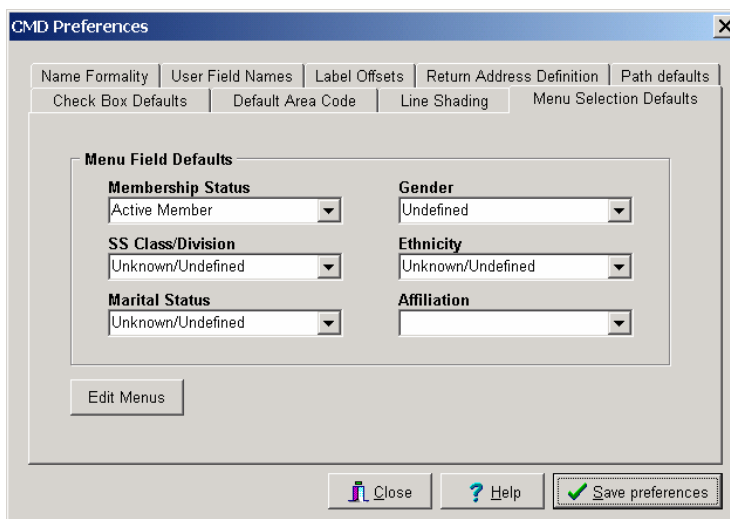 CMD Preferences
Name Formality User Field Names Label Offsets Return Address Definition Path defaults
Check Box Defaults Default Area Code Line Shading Menu Selection Defaults
Menu Field Defaults
Membership Status Gender
Active Member Undefined
SS Class/Division Ethnicity
Unknown/Undefined Unknown/Undefined
Marital Status Affiliation
Unknown/Undefined
Edit Menus
Close Help Save preferences